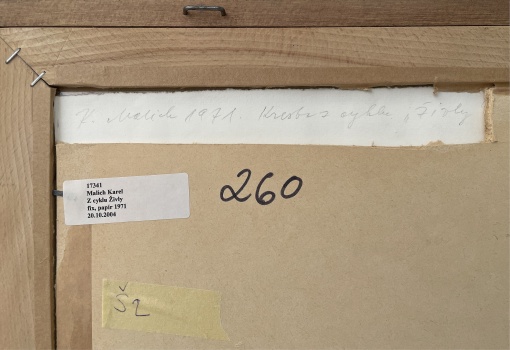 K. Malich 1971. Kresba z cyklu „Živly
17341
Malich Karel
Z cyklu Živly
fix, papír 1971
20.10.2004
260
Š2